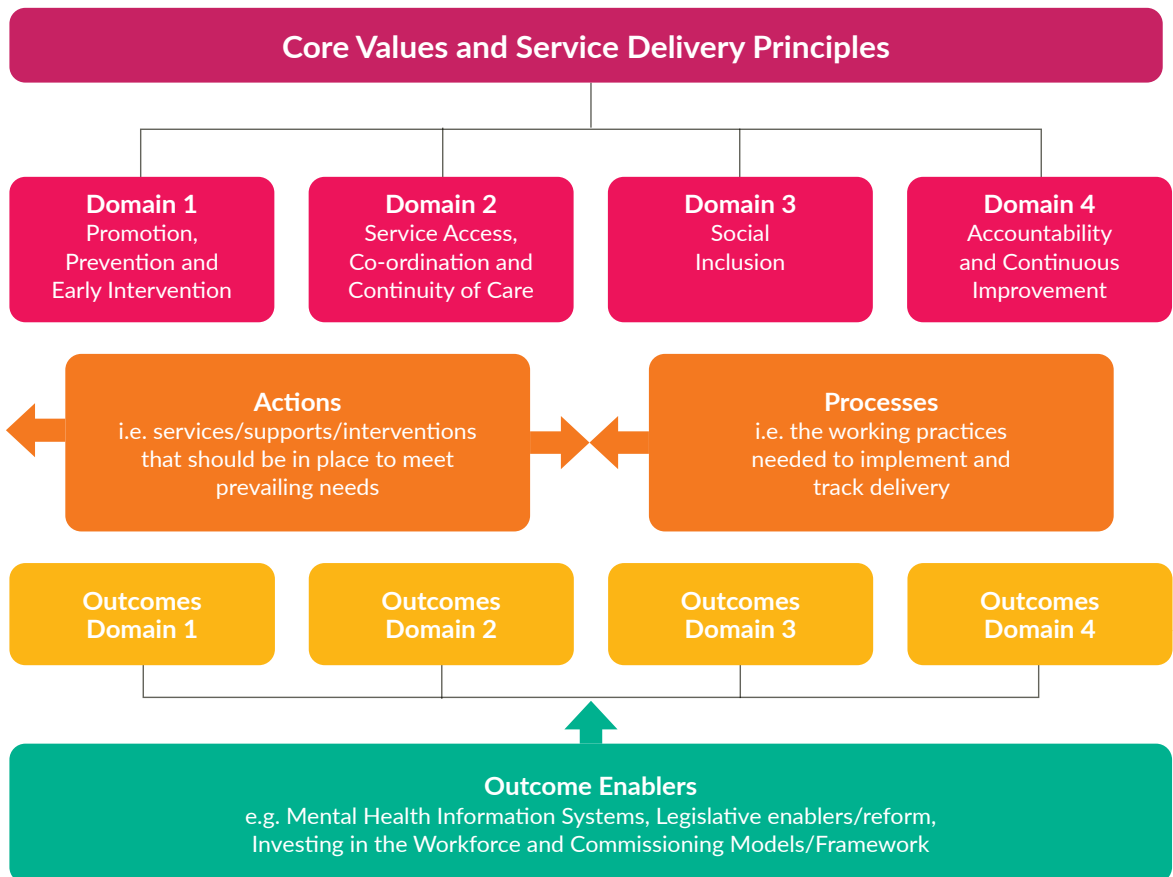 Core Values and Service Delivery Principles
Domain 1
Promotion,
Prevention and
Early Intervention
Domain 2
Service Access,
Co-ordination and
Continuity of Care
Domain 3
Social
Inclusion
Domain 4
Accountability
and Continuous
Improvement
Actions
i.e. services/supports/interventions
that should be in place to meet
prevailing needs
Processes
i.e. the working practices
needed to implement and
track delivery
Outcomes
Domain 1
Outcomes
Domain 2
Outcomes
Domain 3
Outcomes
Domain 4
Outcome Enablers
e.g. Mental Health Information Systems, Legislative enablers/reform,
Investing in the Workforce and Commissioning Models/Framework